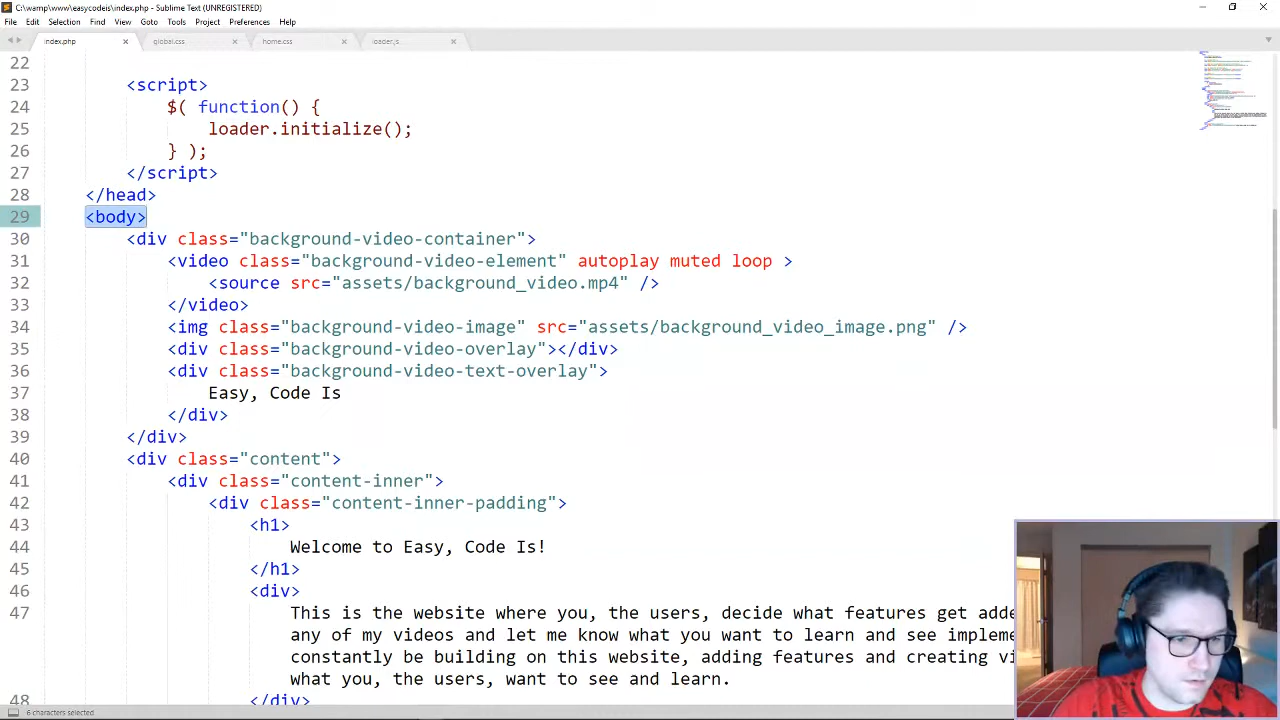 C:\wamp\www\easycodeis\index.php - Sublime Text (UNREGISTERED)
File Edit Selection Find View Goto Tools Project Preferences Help
index.php × global.css × home.css × loader.js ×
22
23 <script>
24 $( function() {
25 loader.initialize();
26 } );
27 </script>
28 </head>
29 <body>
30 <div class="background-video-container">
31 <video class="background-video-element" autoplay muted loop >
32 <source src="assets/background_video.mp4" />
33 </video>
34 <img class="background-video-image" src="assets/background_video_image.png" />
35 <div class="background-video-overlay"></div>
36 <div class="background-video-text-overlay">
37 Easy, Code Is
38 </div>
39 </div>
40 <div class="content">
41 <div class="content-inner">
42 <div class="content-inner-padding">
43 <h1>
44 Welcome to Easy, Code Is!
45 </h1>
46 <div>
47 This is the website where you, the users, decide what features get adde
any of my videos and let me know what you want to learn and see impleme
constantly be building on this website, adding features and creating vi
what you, the users, want to see and learn.
48 </div>
6 characters selected